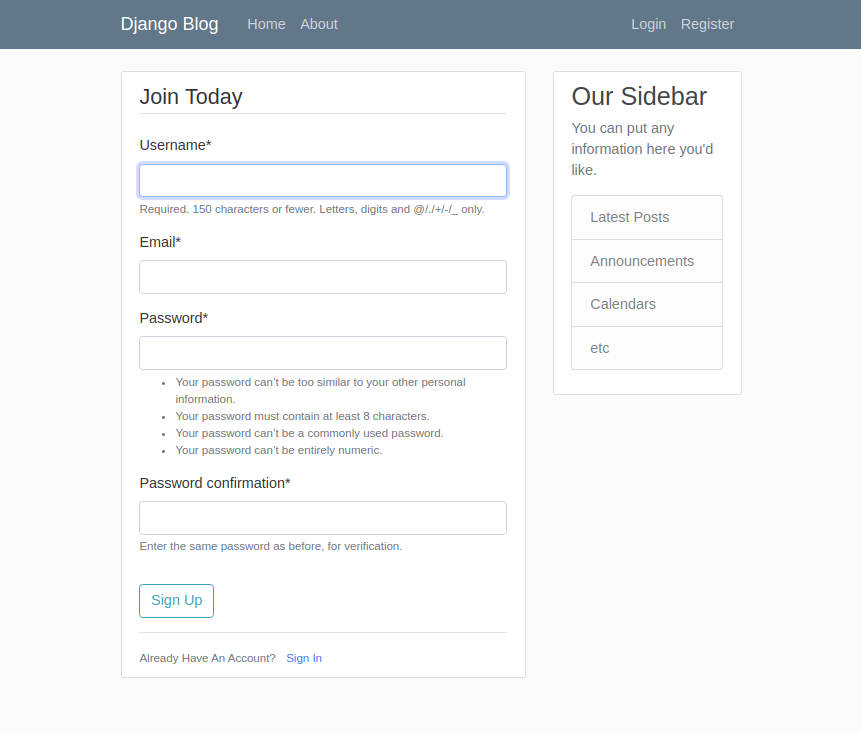 Django Blog Home About Login Register
Join Today
Username*
Required. 150 characters or fewer. Letters, digits and @/./+/-/_ only.
Email*
Password*
• Your password can’t be too similar to your other personal
information.
• Your password must contain at least 8 characters.
• Your password can’t be a commonly used password.
• Your password can’t be entirely numeric.
Password confirmation*
Enter the same password as before, for verification.
Sign Up
Already Have An Account? Sign In
Our Sidebar
You can put any
information here you'd
like.
Latest Posts
Announcements
Calendars
etc